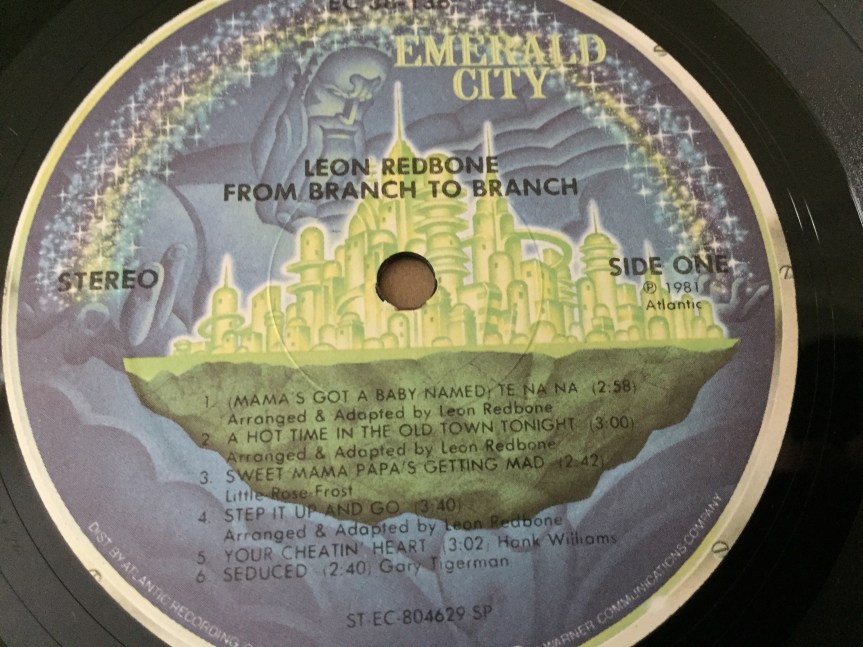 EC 38-136
EMERALD
CITY
LEON REDBONE
FROM BRANCH TO BRANCH
STEREO
SIDE ONE
℗ 1981
Atlantic
1. (MAMA'S GOT A BABY NAMED) TE NA NA (2:58)
Arranged & Adapted by Leon Redbone
2. A HOT TIME IN THE OLD TOWN TONIGHT (3:00)
Arranged & Adapted by Leon Redbone
3. SWEET MAMA PAPA'S GETTING MAD (2:42)
Little-Rose-Frost
4. STEP IT UP AND GO (3:40)
Arranged & Adapted by Leon Redbone
5. YOUR CHEATIN' HEART (3:02) Hank Williams
6. SEDUCED (2:40) Gary Tigerman
ST-EC-804629 SP
DIST BY ATLANTIC RECORDING
WARNER COMMUNICATIONS COMPANY